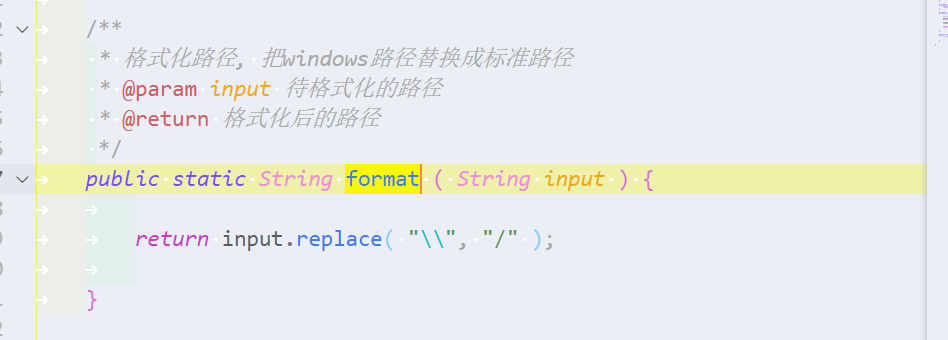 /**
* 格式化路径, 把windows路径替换成标准路径
* @param input 待格式化的路径
* @return 格式化后的路径
*/
public static String format ( String input ) {
return input.replace( "\\", "/" );
}